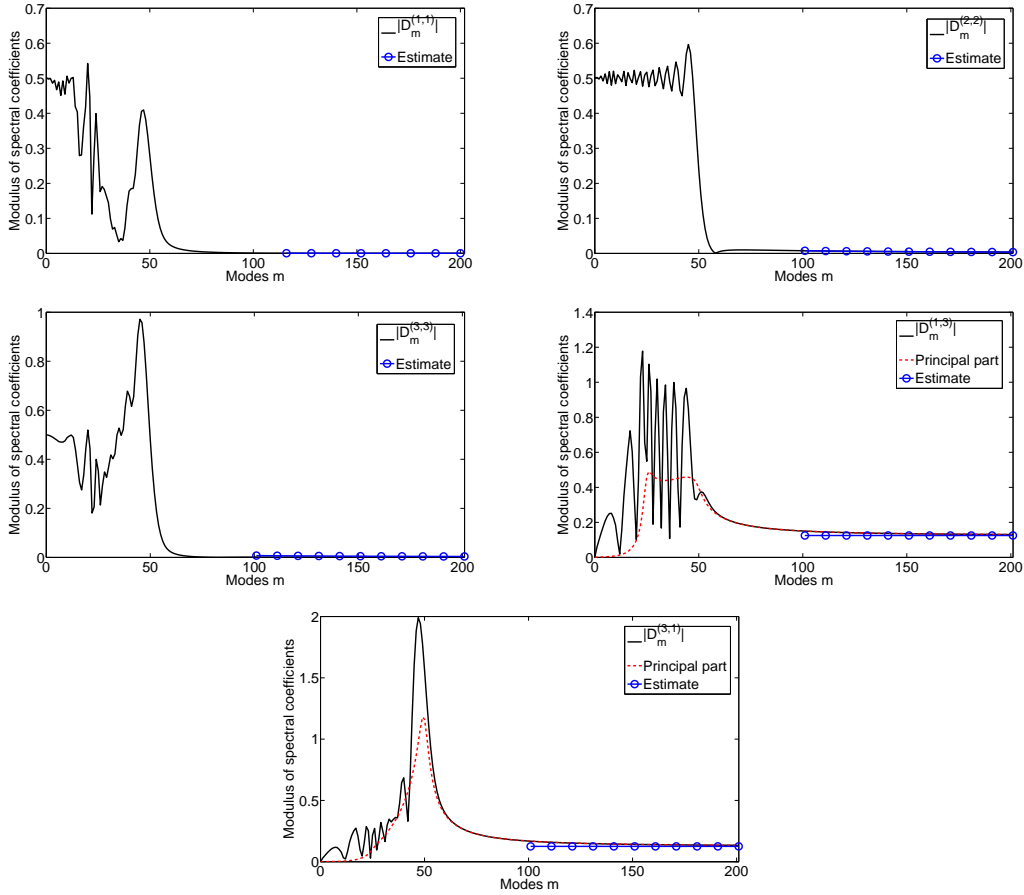 0.7
0.6
0.5
0.4
0.3
0.2
0.1
0
0 50 100 150 200
Modes m
Modulus of spectral coefficients
|D_m^(1,1)|
Estimate
0.7
0.6
0.5
0.4
0.3
0.2
0.1
0
0 50 100 150 200
Modes m
Modulus of spectral coefficients
|D_m^(2,2)|
Estimate
1
0.8
0.6
0.4
0.2
0
0 50 100 150 200
Modes m
Modulus of spectral coefficients
|D_m^(3,3)|
Estimate
1.4
1.2
1
0.8
0.6
0.4
0.2
0
0 50 100 150 200
Modes m
Modulus of spectral coefficients
|D_m^(1,3)|
Principal part
Estimate
2
1.5
1
0.5
0
0 50 100 150 200
Modes m
Modulus of spectral coefficients
|D_m^(3,1)|
Principal part
Estimate